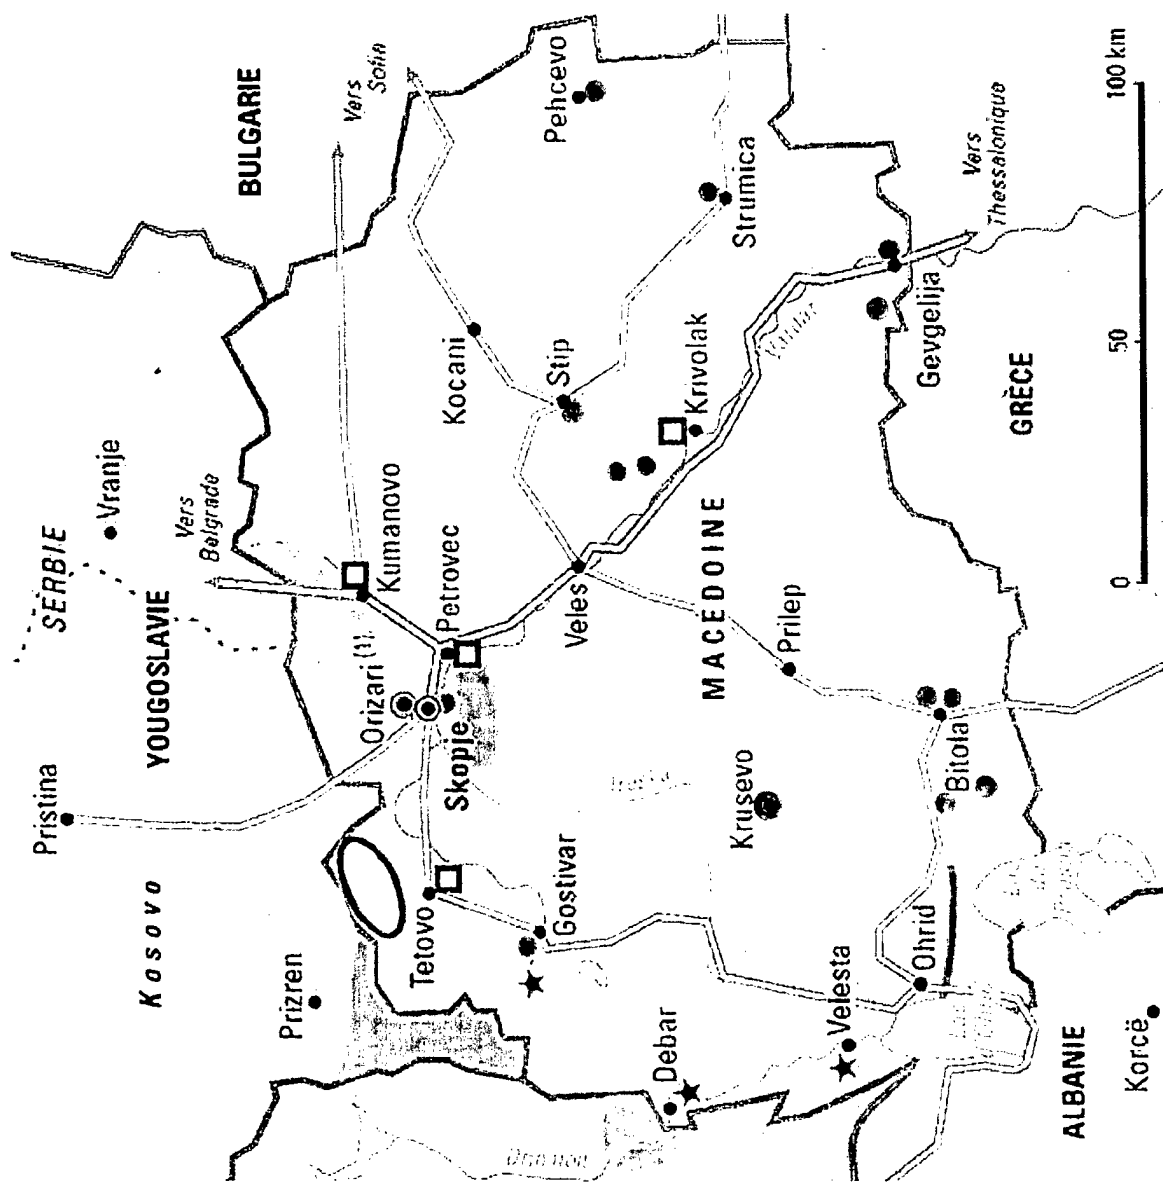 BULGARIE
Vers
Sofia
Pehcevo
SERBIE
Vranje
Vers
Belgrade
Kocani
Stip
Strumica
Vers
Thessalonique
YOUGOSLAVIE
Kumanovo
Petrovec
Krivolak
Vardar
Gevgelija
Pristina
Orizari (1)
Skopje
Veles
MACEDOINE
GRÈCE
Kosovo
Prilep
Krusevo
Bitola
Prizren
Tetovo
Gostivar
Ohrid
Debar
Velesta
ALBANIE
Korcë
0
50
100 km